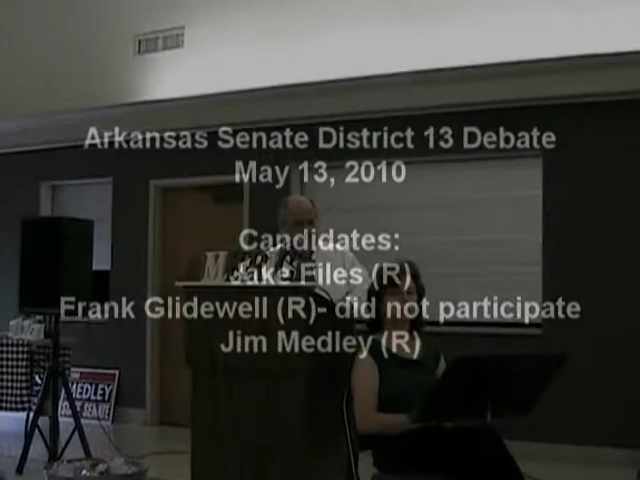 Arkansas Senate District 13 Debate
May 13, 2010
Candidates:
Jake Files (R)
Frank Glidewell (R)- did not participate
Jim Medley (R)
MEDLEY
STATE SENATE